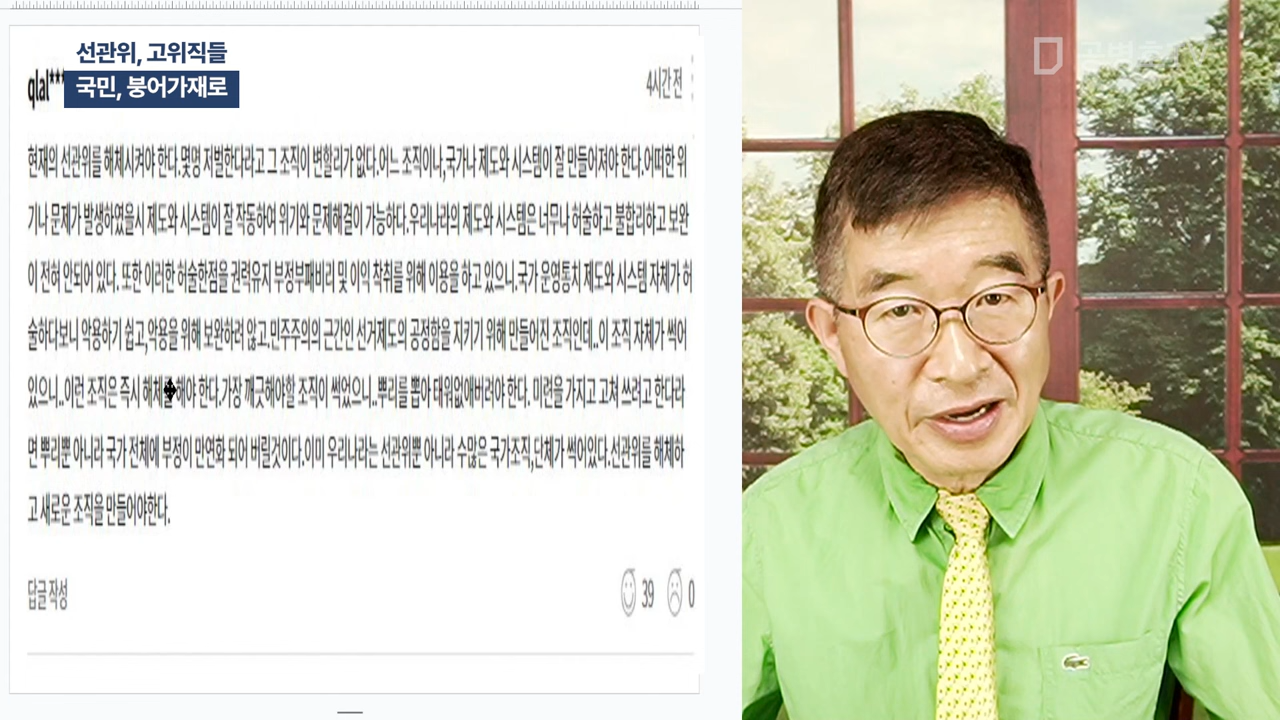 선관위, 고위직들
국민, 붕어가재로
qlal***
4시간 전
현재의 선관위를 해체시켜야 한다.몇명 저벌한다라고 그 조직이 변할리가 없다.어느 조직이나,국가나 제도와 시스템이 잘 만들어져야 한다.어떠한 위
기나 문제가 발생하였을시 제도와 시스템이 잘 작동하여 위기와 문제해결이 가능하다.우리나라의 제도와 시스템은 너무나 허술하고 불합리하고 보완
이 전혀 안되어 있다. 또한 이러한 허술한점을 권력유지 부정부패비리 및 이익 착취를 위해 이용을 하고 있으니.국가 운영통치 제도와 시스템 자체가 허
술하다보니 악용하기 쉽고,악용을 위해 보완하려 않고.민주주의의 근간인 선거제도의 공정함을 지키기 위해 만들어진 조직인데..이 조직 자체가 썩어
있으니..이런 조직은 즉시 해체를 해야 한다.가장 깨긋해야할 조직이 썩었으니..뿌리를 뽑아 태워없애버려야 한다. 미련을 가지고 고쳐 쓰려고 한다라
면 뿌리뿐 아니라 국가 전체에 부정이 만연화 되어 버릴것이다.이미 우리나라는 선관위뿐 아니라 수많은 국가조직,단체가 썩어있다.선관위를 해체하
고 새로운 조직을 만들어야한다.
답글 작성
39
0
공병호TV